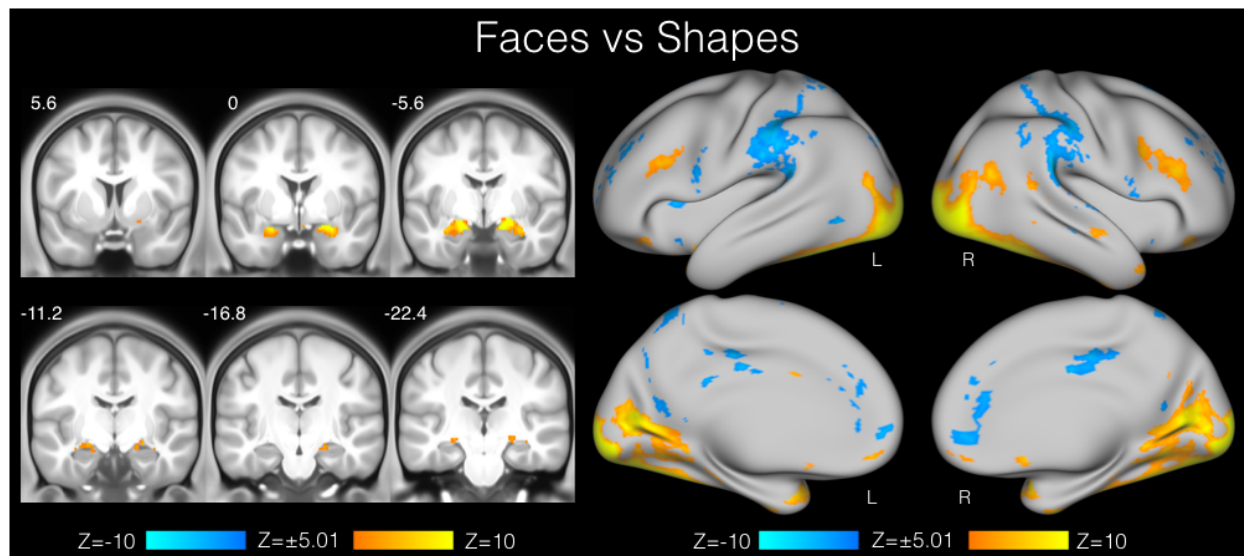 Faces vs Shapes
5.6 0 -5.6
L R
-11.2 -16.8 -22.4
L R
Z=-10 Z=±5.01 Z=10 Z=-10 Z=±5.01 Z=10